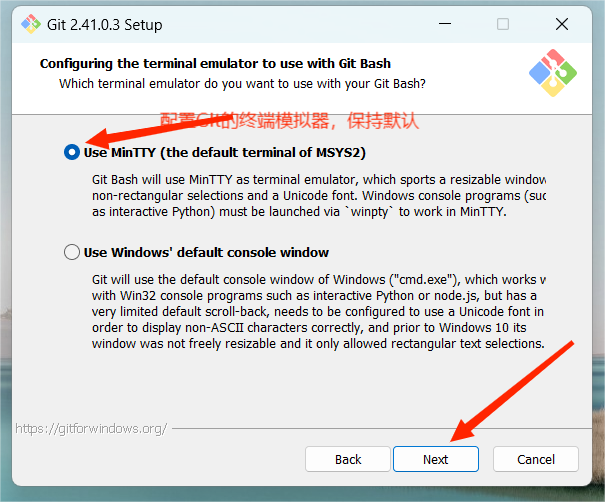 Git 2.41.0.3 Setup
Configuring the terminal emulator to use with Git Bash
Which terminal emulator do you want to use with your Git Bash?
配置Git的终端模拟器，保持默认
Use MinTTY (the default terminal of MSYS2)
Git Bash will use MinTTY as terminal emulator, which sports a resizable window,
non-rectangular selections and a Unicode font. Windows console programs (suc
as interactive Python) must be launched via `winpty` to work in MinTTY.
Use Windows' default console window
Git will use the default console window of Windows ("cmd.exe"), which works w
with Win32 console programs such as interactive Python or node.js, but has a
very limited default scroll-back, needs to be configured to use a Unicode font in
order to display non-ASCII characters correctly, and prior to Windows 10 its
window was not freely resizable and it only allowed rectangular text selections.
https://gitforwindows.org/
Back
Next
Cancel